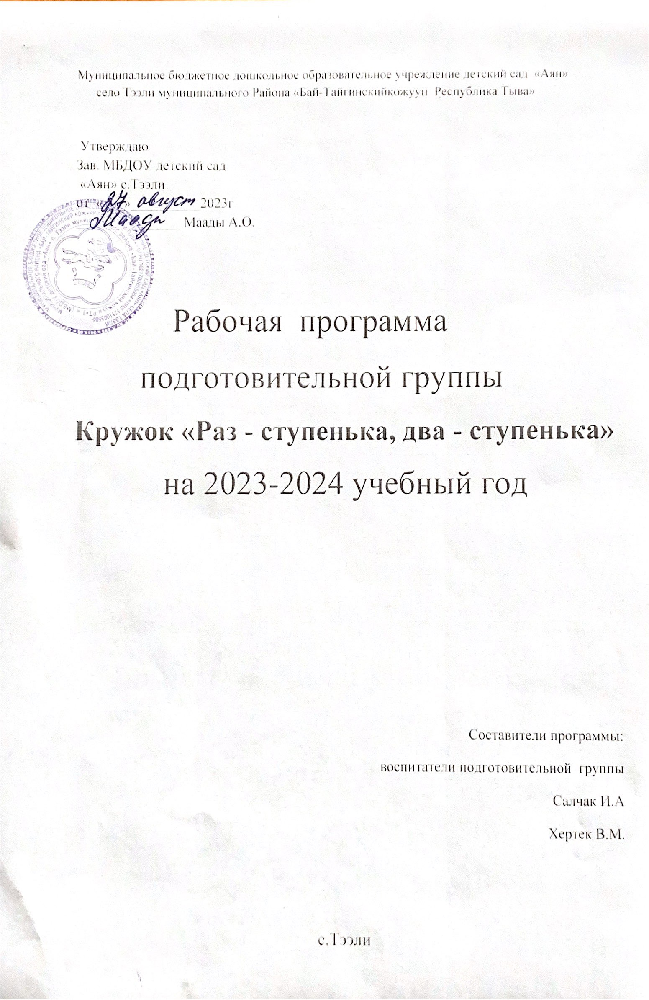 Муниципальное бюджетное дошкольное образовательное учреждение детский сад «Аян»
село Тээли муниципального Района «Бай-Тайгинскийкожуун Республика Тыва»
Утверждаю
Зав. МБДОУ детский сад
«Аян» с.Тээли.
от «27» август 2023г
Маады Маады А.О.
Рабочая программа
подготовительной группы
Кружок «Раз - ступенька, два - ступенька»
на 2023-2024 учебный год
Составители программы:
воспитатели подготовительной группы
Салчак И.А
Хертек В.М.
с.Тээли